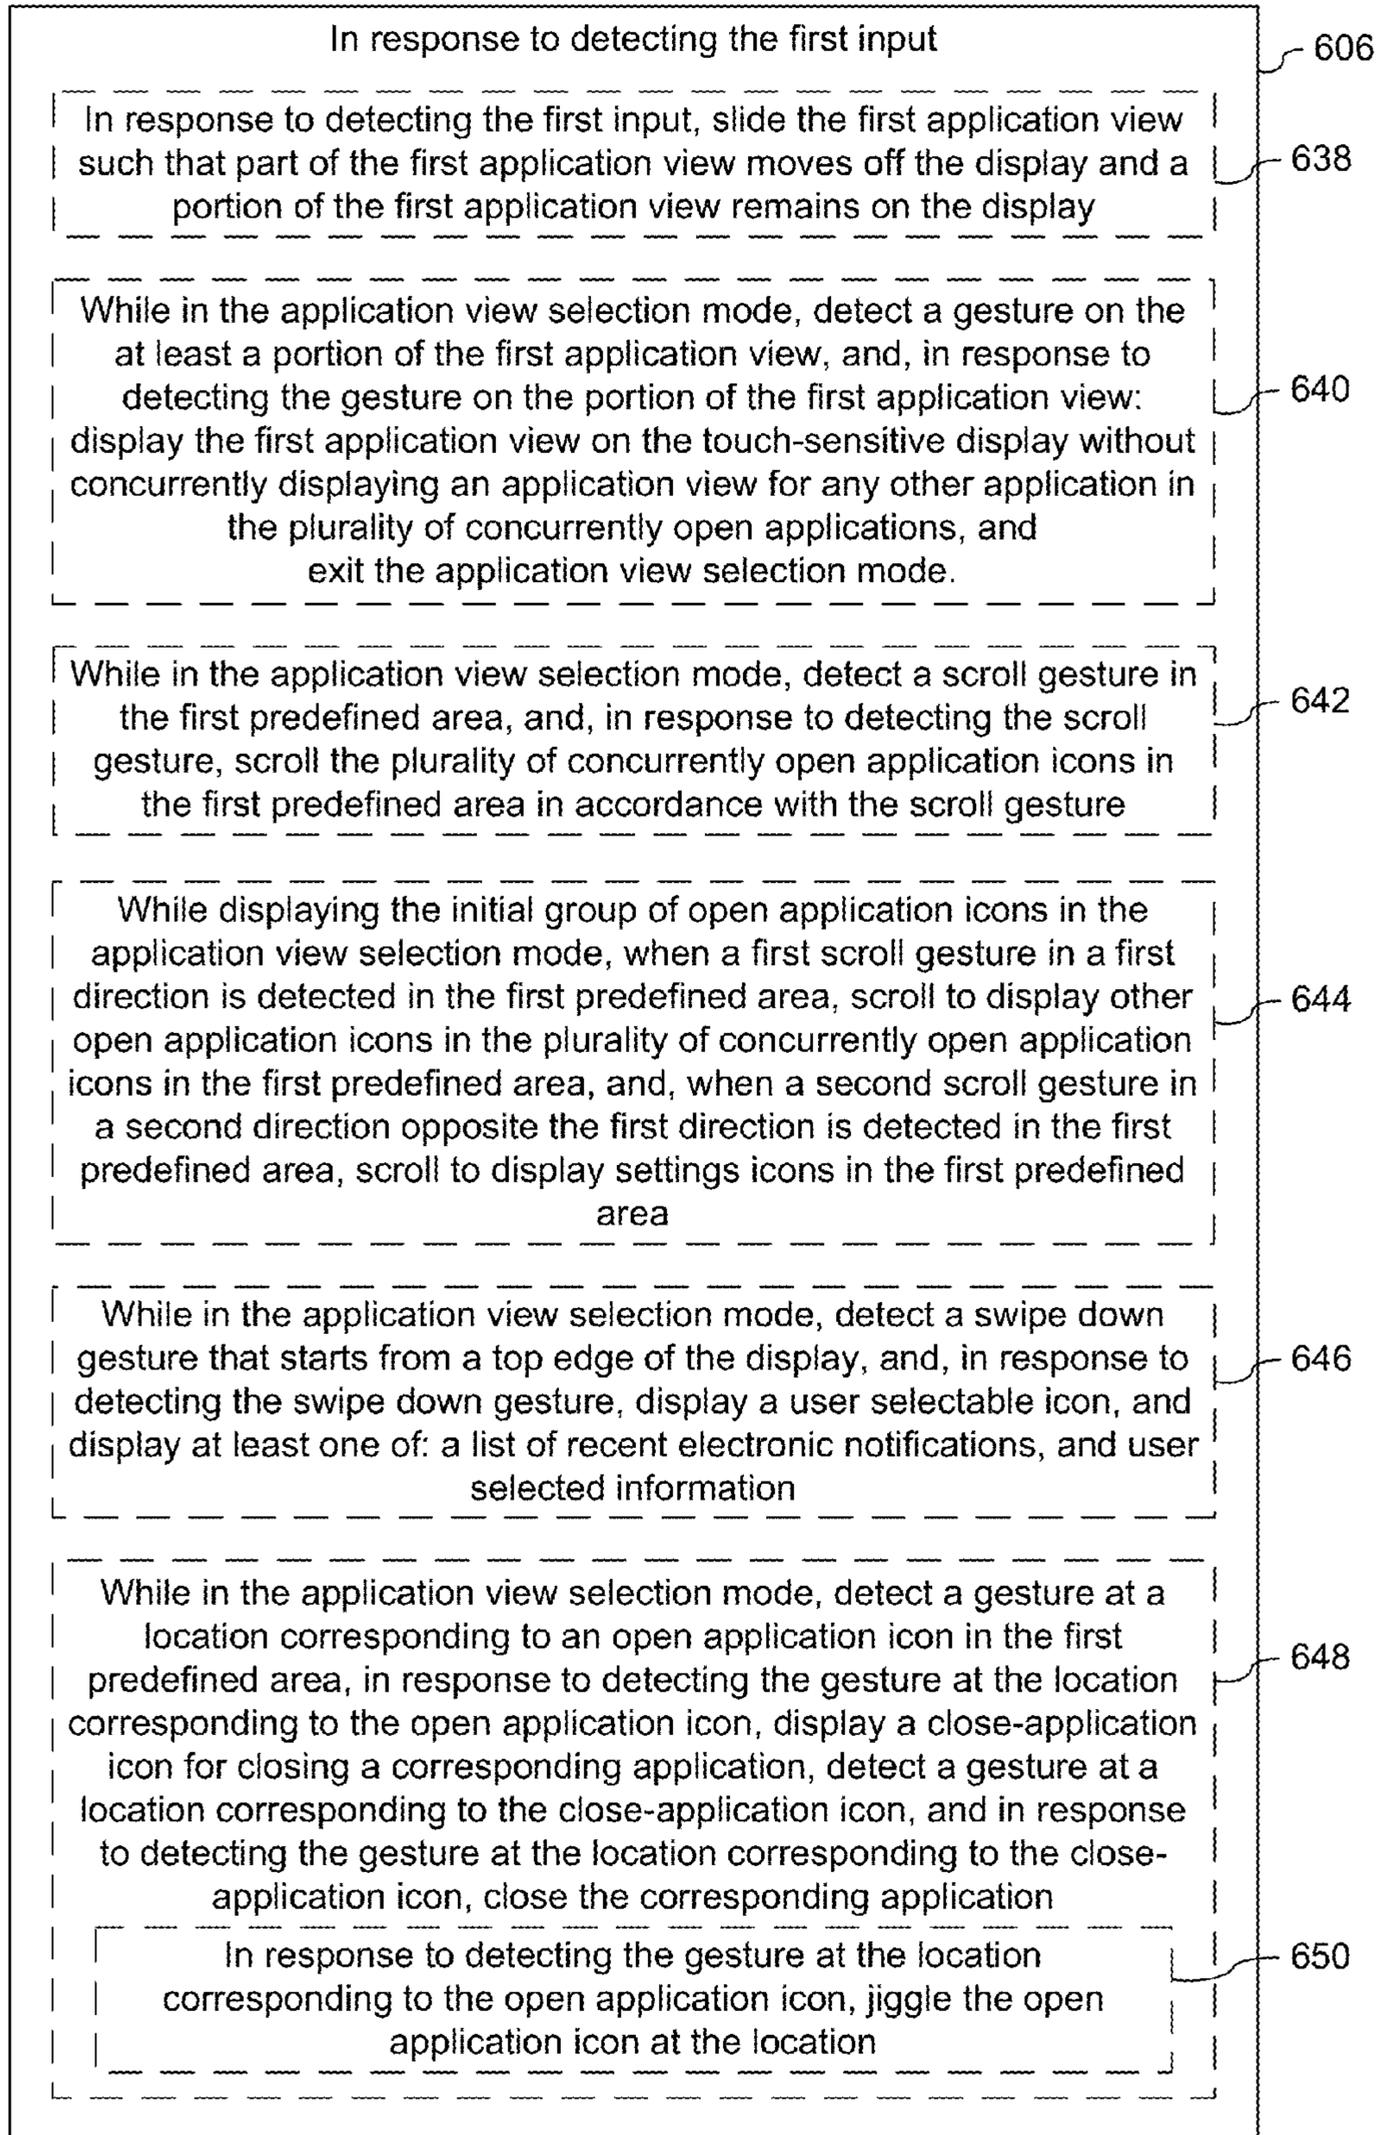 In response to detecting the first input
606
In response to detecting the first input, slide the first application view
such that part of the first application view moves off the display and a
portion of the first application view remains on the display
638
While in the application view selection mode, detect a gesture on the
at least a portion of the first application view, and, in response to
detecting the gesture on the portion of the first application view:
display the first application view on the touch-sensitive display without
concurrently displaying an application view for any other application in
the plurality of concurrently open applications, and
exit the application view selection mode.
640
While in the application view selection mode, detect a scroll gesture in
the first predefined area, and, in response to detecting the scroll
gesture, scroll the plurality of concurrently open application icons in
the first predefined area in accordance with the scroll gesture
642
While displaying the initial group of open application icons in the
application view selection mode, when a first scroll gesture in a first
direction is detected in the first predefined area, scroll to display other
open application icons in the plurality of concurrently open application
icons in the first predefined area, and, when a second scroll gesture in
a second direction opposite the first direction is detected in the first
predefined area, scroll to display settings icons in the first predefined
area
644
While in the application view selection mode, detect a swipe down
gesture that starts from a top edge of the display, and, in response to
detecting the swipe down gesture, display a user selectable icon, and
display at least one of: a list of recent electronic notifications, and user
selected information
646
While in the application view selection mode, detect a gesture at a
location corresponding to an open application icon in the first
predefined area, in response to detecting the gesture at the location
corresponding to the open application icon, display a close-application
icon for closing a corresponding application, detect a gesture at a
location corresponding to the close-application icon, and in response
to detecting the gesture at the location corresponding to the close-
application icon, close the corresponding application
648
In response to detecting the gesture at the location
corresponding to the open application icon, jiggle the open
application icon at the location
650